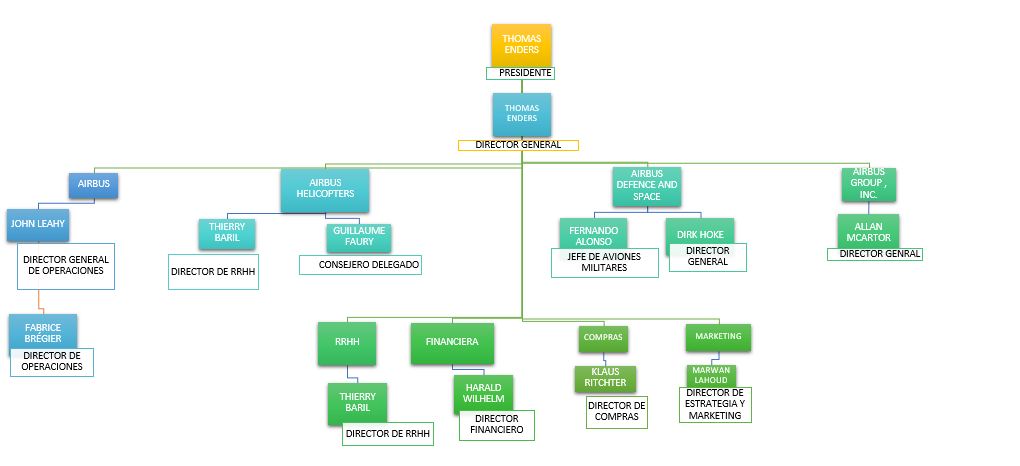 THOMAS
ENDERS
PRESIDENTE
THOMAS
ENDERS
DIRECTOR GENERAL
AIRBUS
JOHN LEAHY
DIRECTOR GENERAL
DE OPERACIONES
FABRICE
BRÉGIER
DIRECTOR DE
OPERACIONES
AIRBUS
HELICOPTERS
THIERRY
BARIL
DIRECTOR DE RRHH
GUILLAUME
FAURY
CONSEJERO DELEGADO
AIRBUS
DEFENCE AND
SPACE
FERNANDO
ALONSO
JEFE DE AVIONES
MILITARES
DIRK HOKE
DIRECTOR
GENERAL
AIRBUS
GROUP ,
INC.
ALLAN
MCARTOR
DIRECTOR GENRAL
RRHH
THIERRY
BARIL
DIRECTOR DE RRHH
FINANCIERA
HARALD
WILHELM
DIRECTOR
FINANCIERO
COMPRAS
KLAUS
RITCHTER
DIRECTOR DE
COMPRAS
MARKETING
MARWAN
LAHOUD
DIRECTOR DE
ESTRATEGIA Y
MARKETING